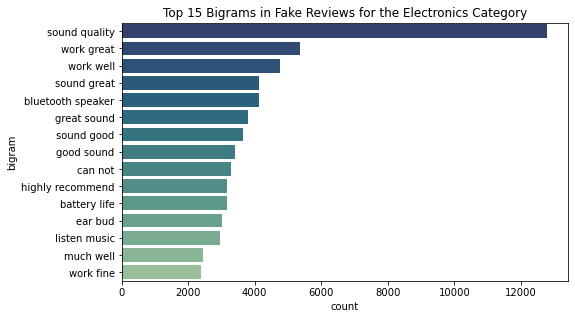 Top 15 Bigrams in Fake Reviews for the Electronics Category
bigram
sound quality
work great
work well
sound great
bluetooth speaker
great sound
sound good
good sound
can not
highly recommend
battery life
ear bud
listen music
much well
work fine
0 2000 4000 6000 8000 10000 12000
count